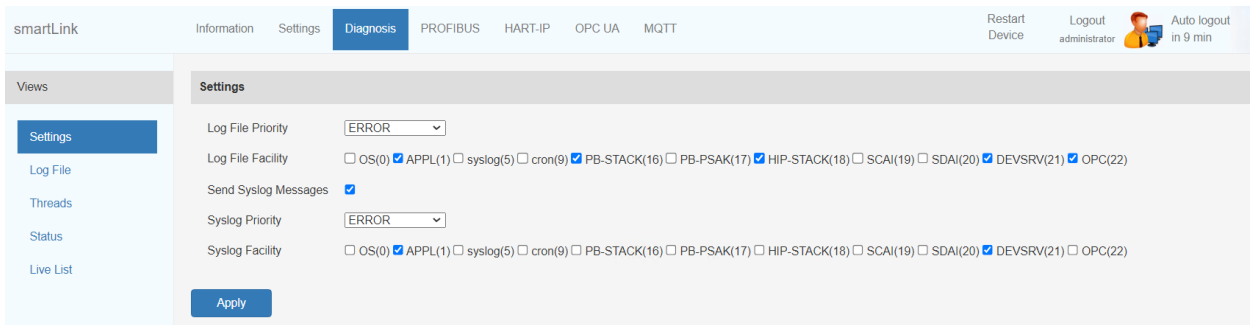 smartLink Information Settings Diagnosis PROFIBUS HART-IP OPC UA MQTT Restart Device Logout administrator Auto logout in 9 min
Views
Settings
Log File
Threads
Status
Live List
Settings
Log File Priority ERROR
Log File Facility OS(0) APPL(1) syslog(5) cron(9) PB-STACK(16) PB-PSAK(17) HIP-STACK(18) SCAI(19) SDAI(20) DEVSRV(21) OPC(22)
Send Syslog Messages
Syslog Priority ERROR
Syslog Facility OS(0) APPL(1) syslog(5) cron(9) PB-STACK(16) PB-PSAK(17) HIP-STACK(18) SCAI(19) SDAI(20) DEVSRV(21) OPC(22)
Apply